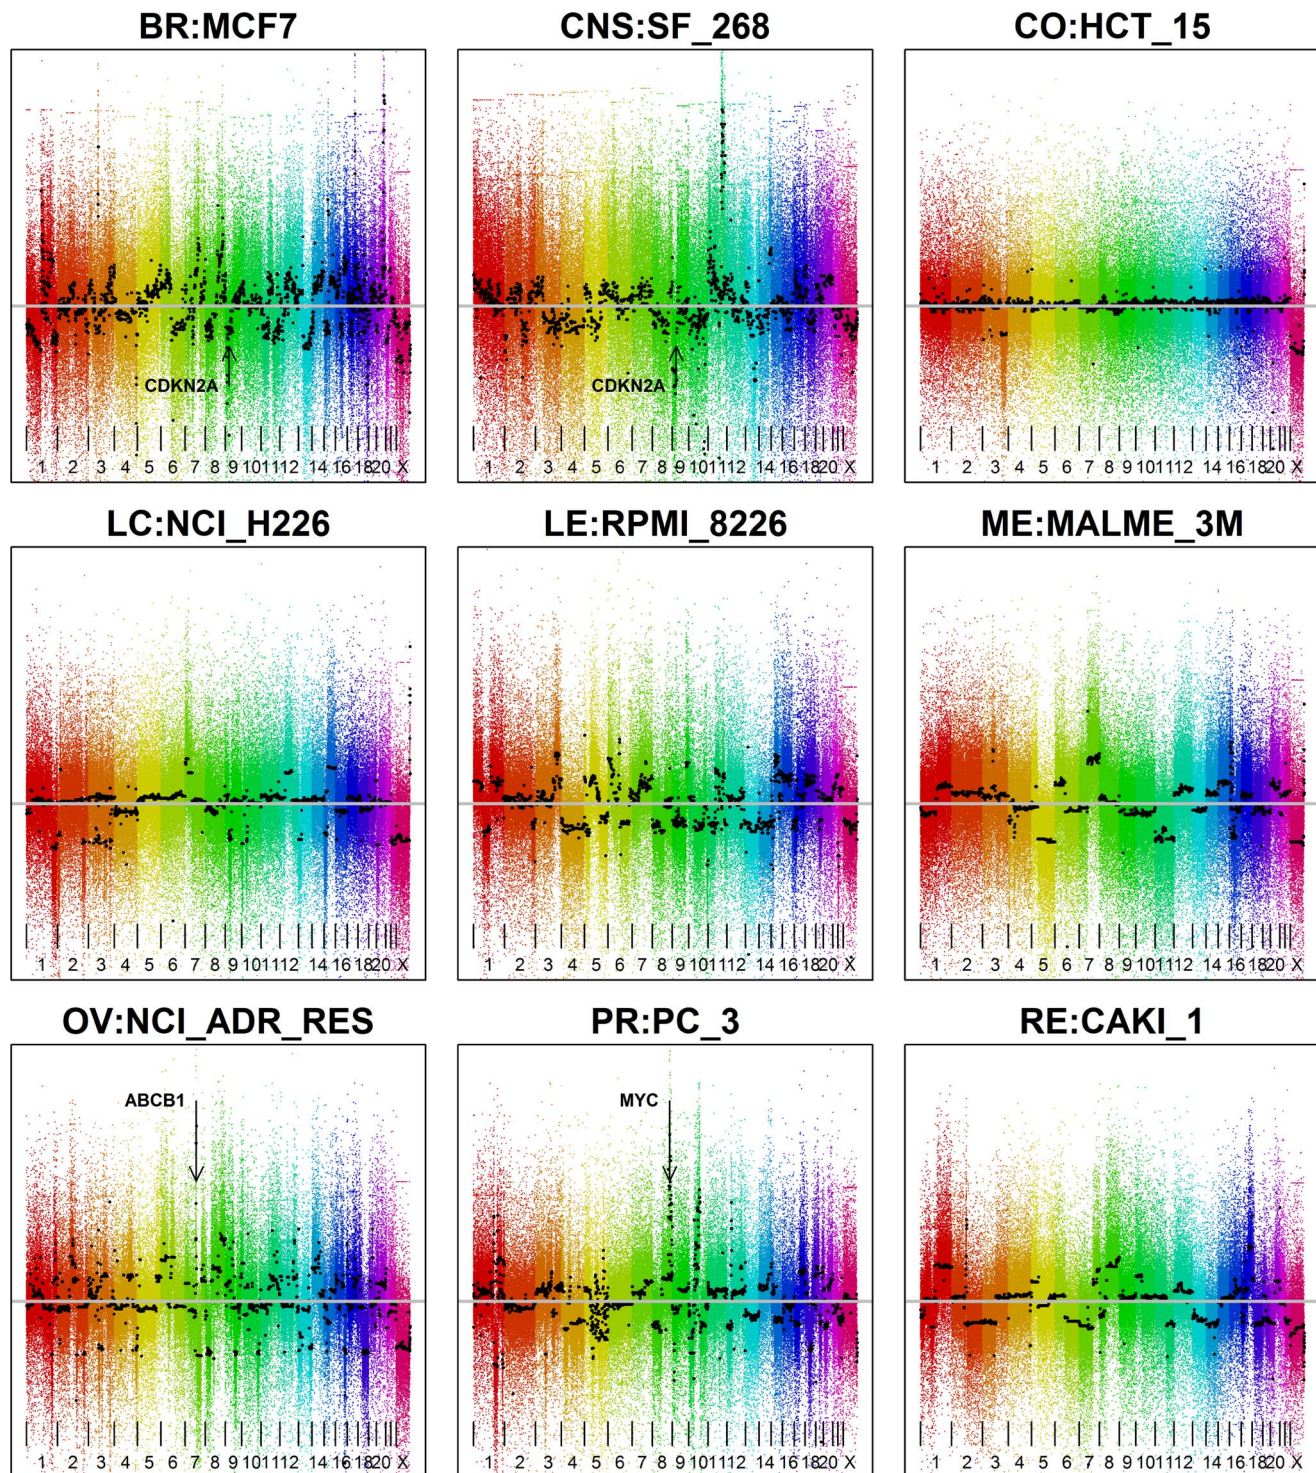 BR:MCF7 CNS:SF_268 CO:HCT_15
CDKN2A CDKN2A
1 2 3 4 5 6 7 8 9 10 11 12 14 16 18 20 X 1 2 3 4 5 6 7 8 9 10 11 12 14 16 18 20 X 1 2 3 4 5 6 7 8 9 10 11 12 14 16 18 20 X
LC:NCI_H226 LE:RPMI_8226 ME:MALME_3M
1 2 3 4 5 6 7 8 9 10 11 12 14 16 18 20 X 1 2 3 4 5 6 7 8 9 10 11 12 14 16 18 20 X 1 2 3 4 5 6 7 8 9 10 11 12 14 16 18 20 X
OV:NCI_ADR_RES PR:PC_3 RE:CAKI_1
ABCB1 MYC
1 2 3 4 5 6 7 8 9 10 11 12 14 16 18 20 X 1 2 3 4 5 6 7 8 9 10 11 12 14 16 18 20 X 1 2 3 4 5 6 7 8 9 10 11 12 14 16 18 20 X